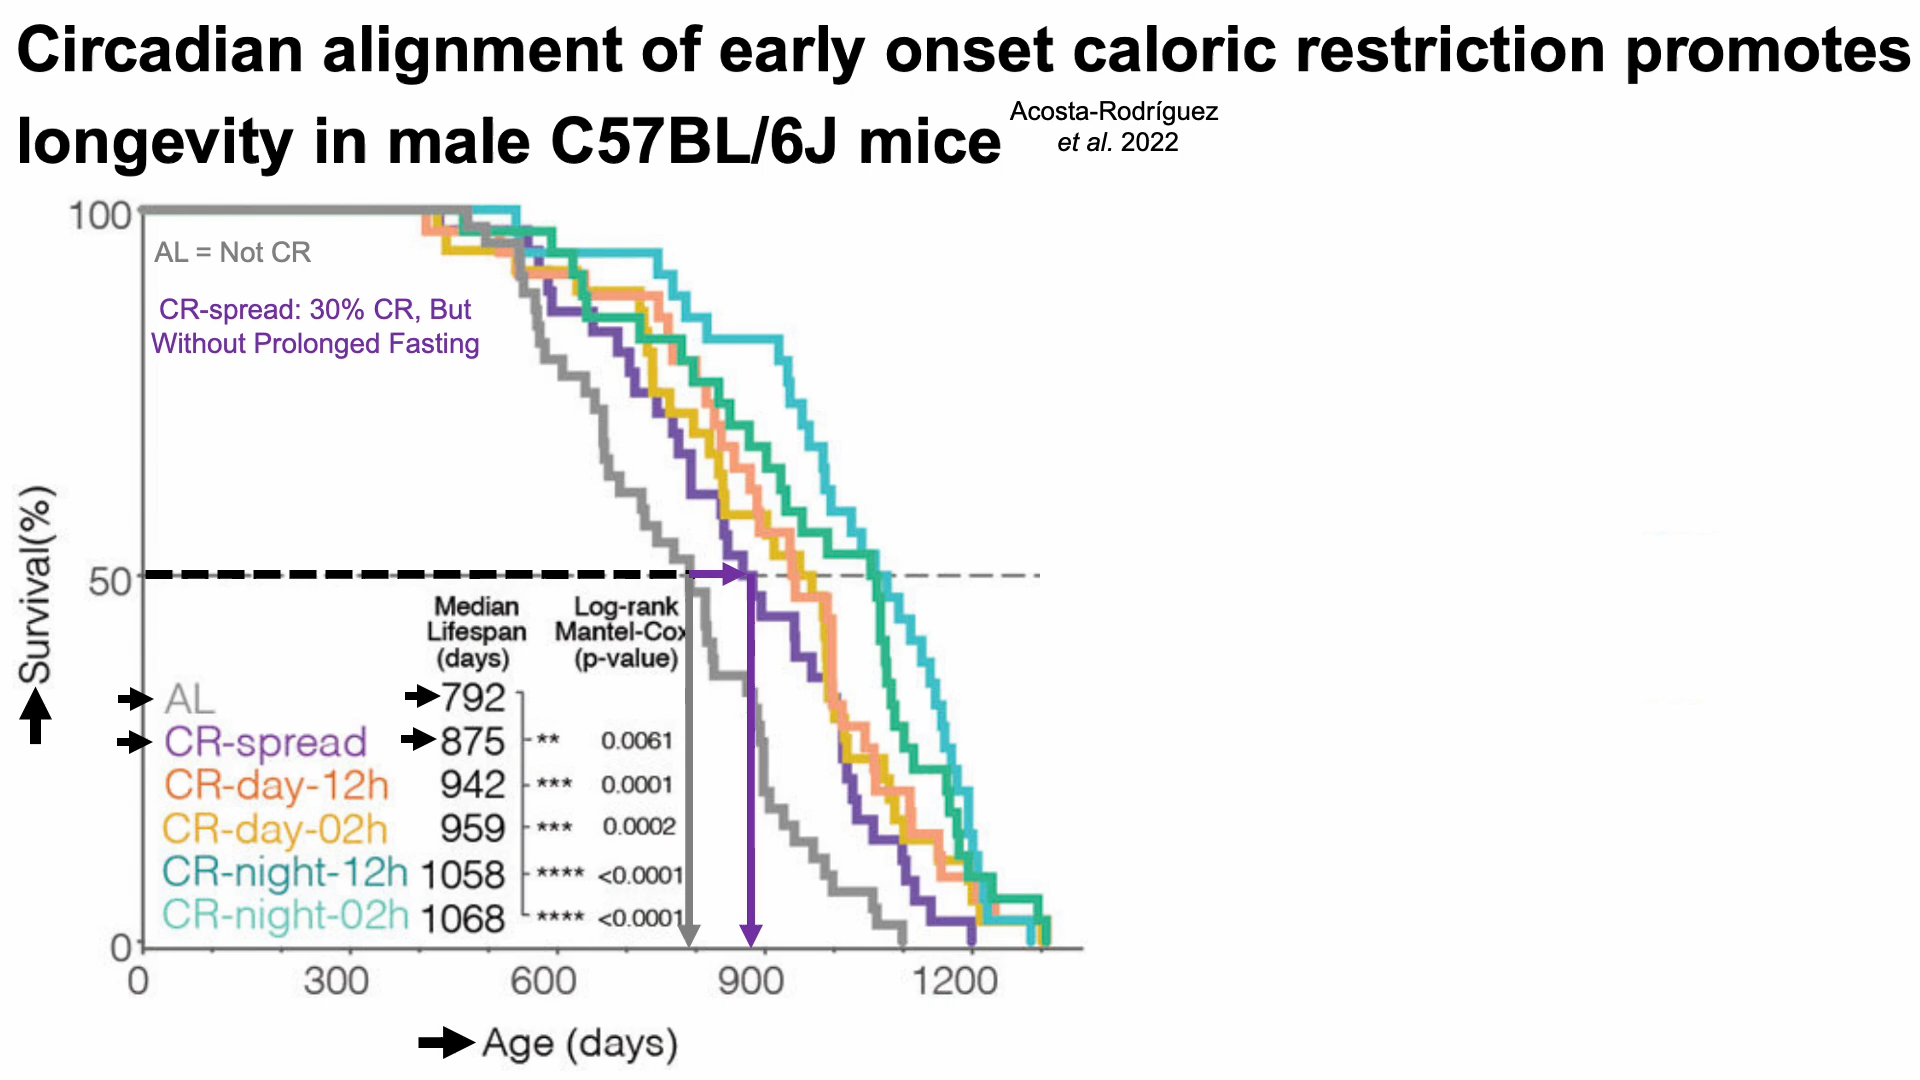 Circadian alignment of early onset caloric restriction promotes
longevity in male C57BL/6J mice
Acosta-Rodríguez
et al. 2022
100
AL = Not CR
CR-spread: 30% CR, But
Without Prolonged Fasting
Survival(%)
50
Median
Lifespan
(days)
Log-rank
Mantel-Cox
(p-value)
AL 792
CR-spread 875 ** 0.0061
CR-day-12h 942 *** 0.0001
CR-day-02h 959 *** 0.0002
CR-night-12h 1058 **** <0.0001
CR-night-02h 1068 **** <0.0001
0
0 300 600 900 1200
Age (days)